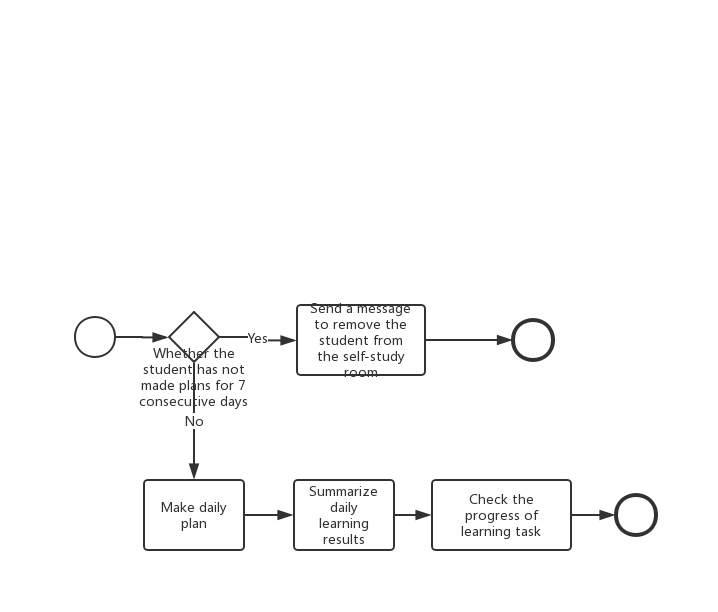 Send a message
to remove the
student from
the self-study
room
Yes
Whether the
student has not
made plans for 7
consecutive days
No
Make daily
plan
Summarize
daily
learning
results
Check the
progress of
learning task